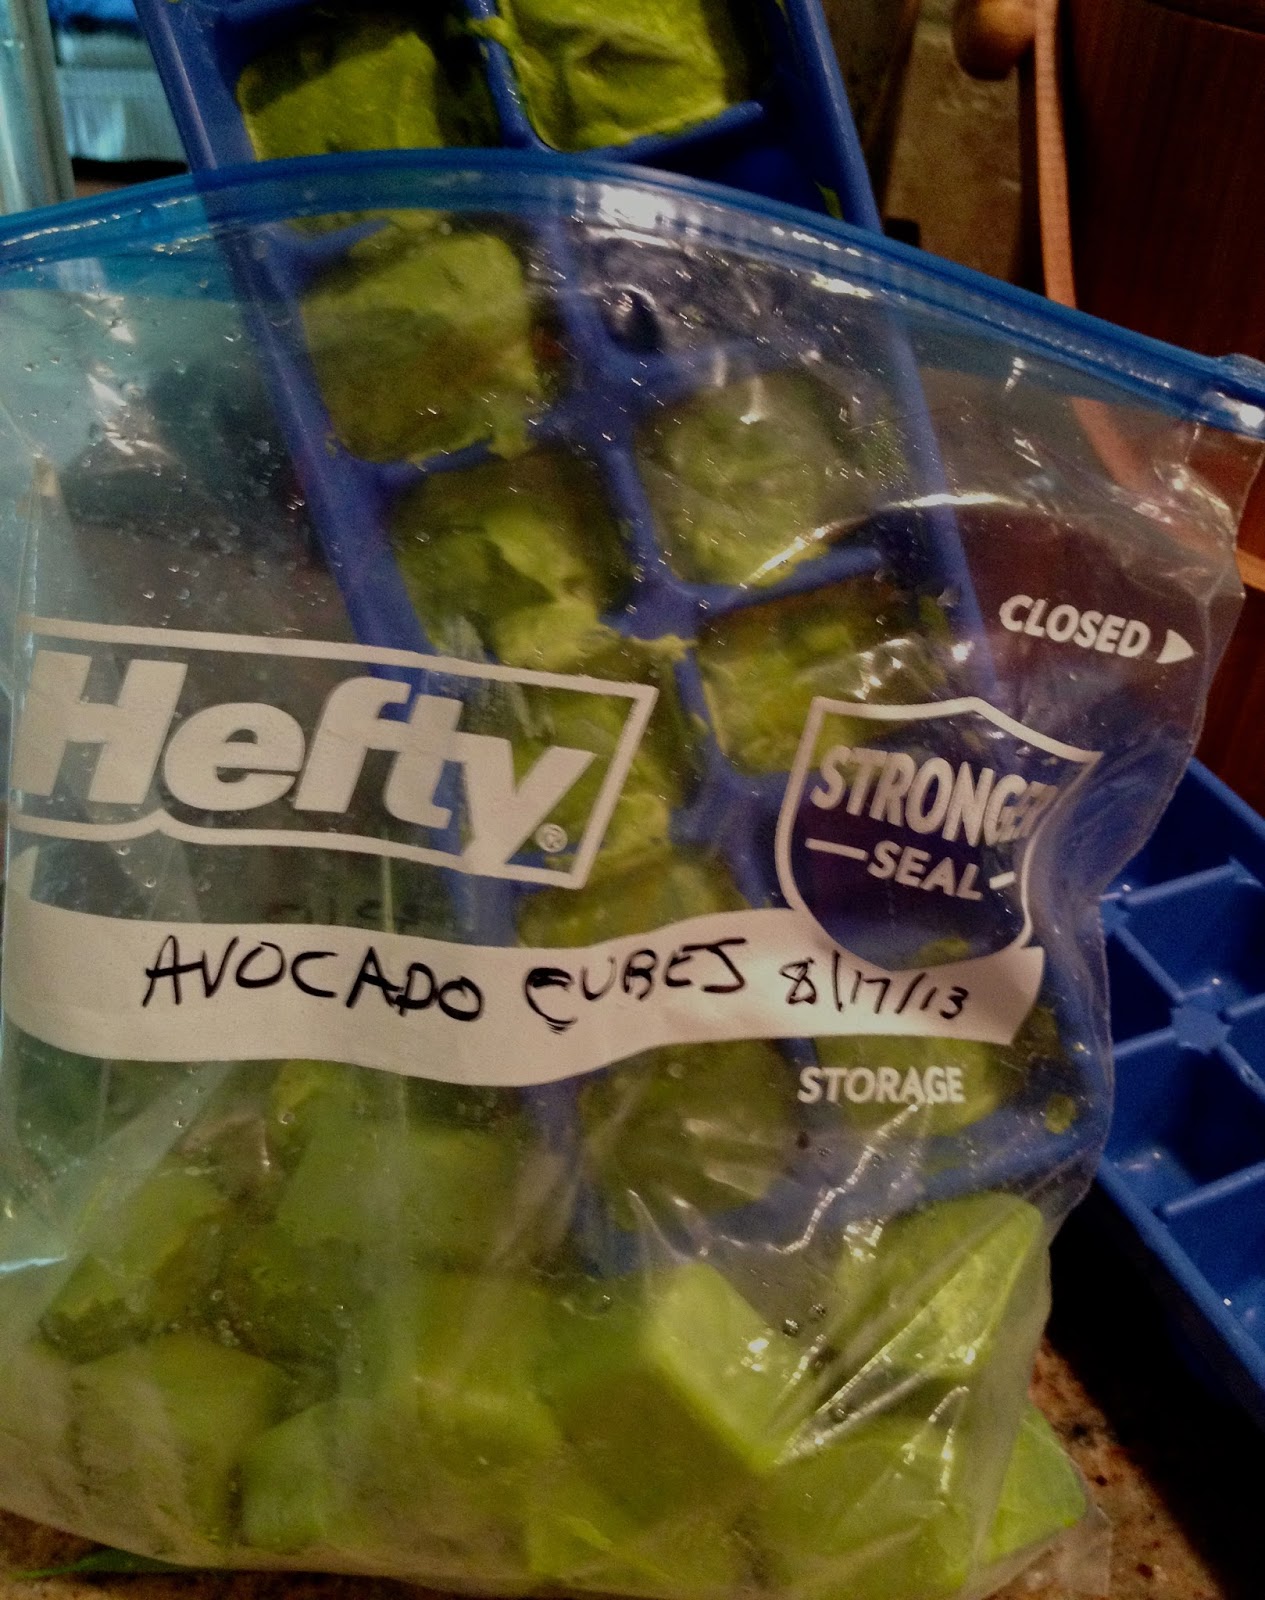 CLOSED
Hefty®
STRONGER
SEAL
AVOCADO CUBES 8/17/13
STORAGE